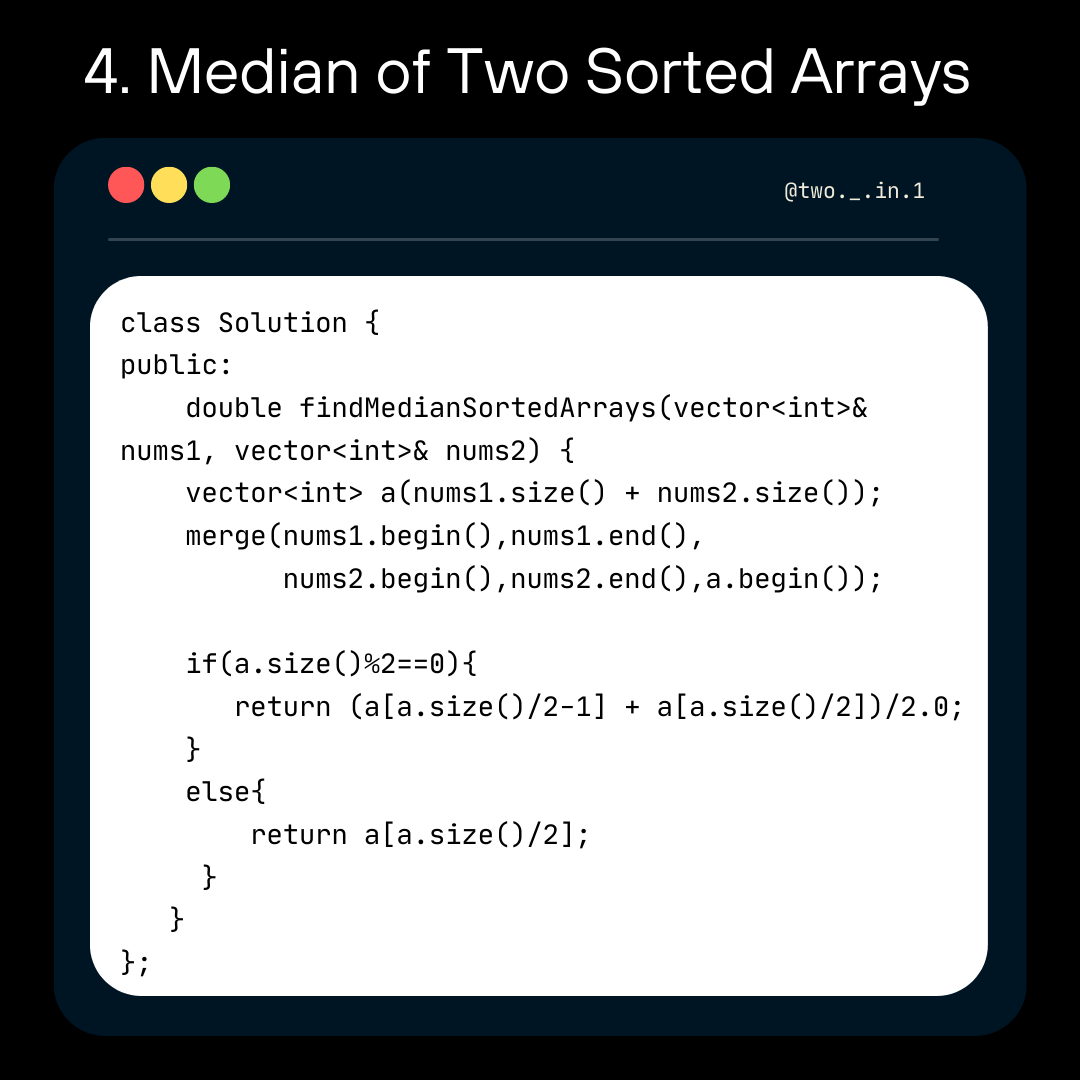 4. Median of Two Sorted Arrays
@two._.in.1
class Solution {
public:
    double findMedianSortedArrays(vector<int>&
nums1, vector<int>& nums2) {
    vector<int> a(nums1.size() + nums2.size());
    merge(nums1.begin(),nums1.end(),
          nums2.begin(),nums2.end(),a.begin());
    if(a.size()%2==0){
       return (a[a.size()/2-1] + a[a.size()/2])/2.0;
    }
    else{
        return a[a.size()/2];
     }
   }
};